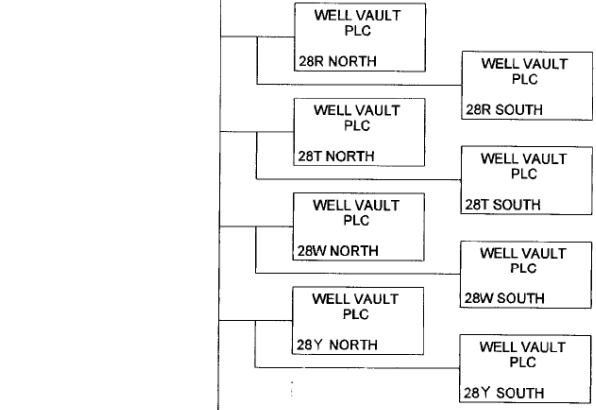 WELL VAULT
PLC
28R NORTH
WELL VAULT
PLC
28R SOUTH
WELL VAULT
PLC
28T NORTH
WELL VAULT
PLC
28T SOUTH
WELL VAULT
PLC
28W NORTH
WELL VAULT
PLC
28W SOUTH
WELL VAULT
PLC
28Y NORTH
WELL VAULT
PLC
28Y SOUTH